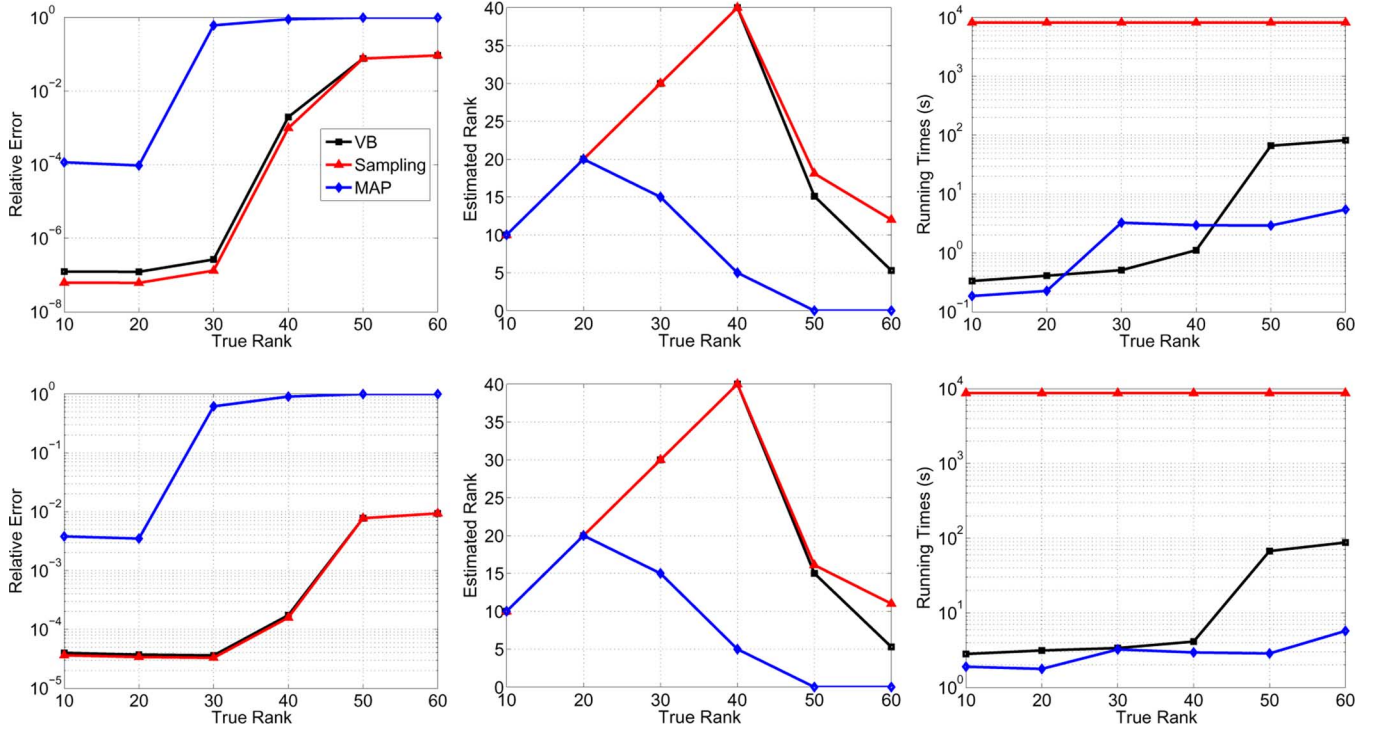 10^0
10^-2
10^-4
10^-6
10^-8
Relative Error
10 20 30 40 50 60
True Rank
VB
Sampling
MAP
40
35
30
25
20
15
10
5
0
Estimated Rank
10 20 30 40 50 60
True Rank
10^4
10^3
10^2
10^1
10^0
10^-1
Running Times (s)
10 20 30 40 50 60
True Rank
10^0
10^-1
10^-2
10^-3
10^-4
10^-5
Relative Error
10 20 30 40 50 60
True Rank
40
35
30
25
20
15
10
5
0
Estimated Rank
10 20 30 40 50 60
True Rank
10^4
10^3
10^2
10^1
10^0
Running Times (s)
10 20 30 40 50 60
True Rank